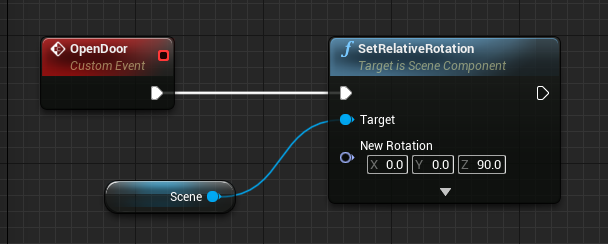 OpenDoor
Custom Event
SetRelativeRotation
Target is Scene Component
Target
New Rotation
X 0.0 Y 0.0 Z 90.0
Scene